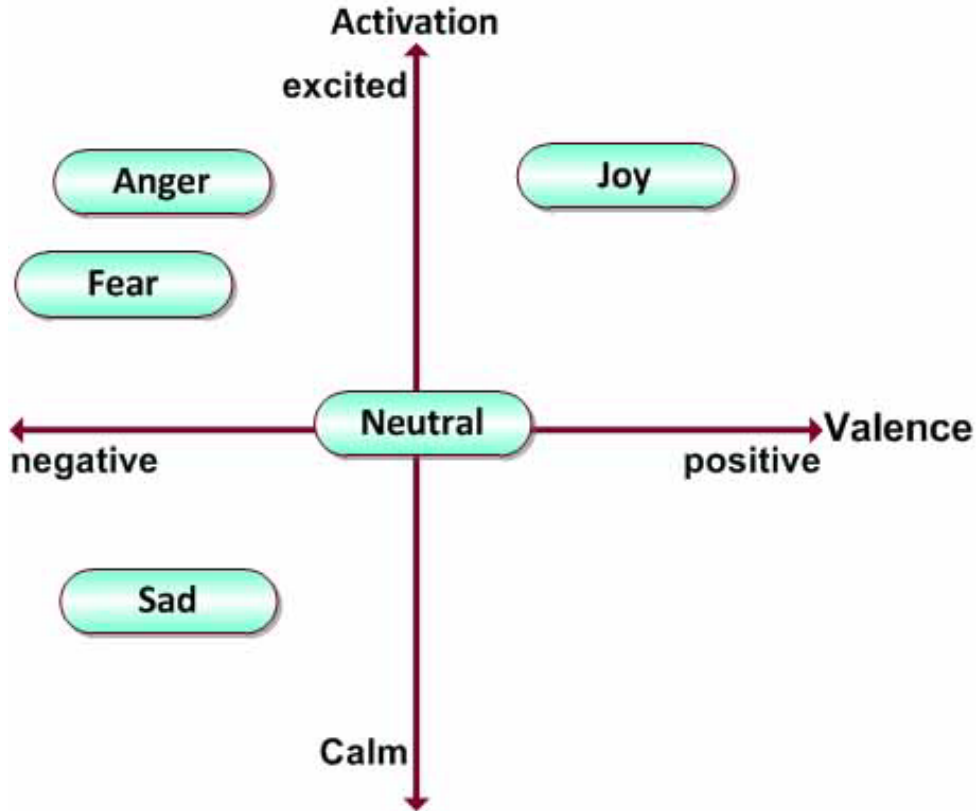 Activation
excited
Anger
Joy
Fear
Neutral
Valence
negative
positive
Sad
Calm